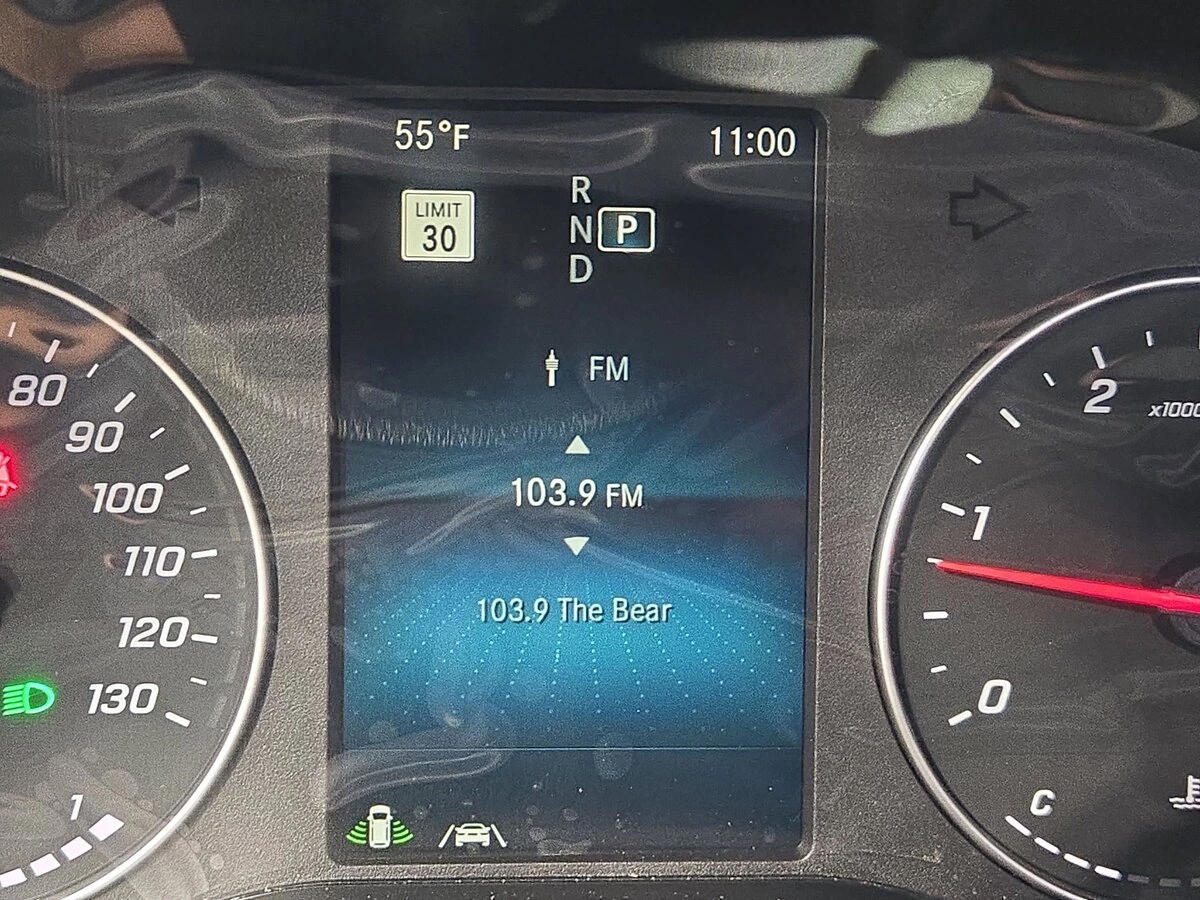 55°F 11:00
LIMIT
30
R
N P
D
FM
103.9 FM
103.9 The Bear
80
90
100
110
120
130
1
2
x1000
1
0
C